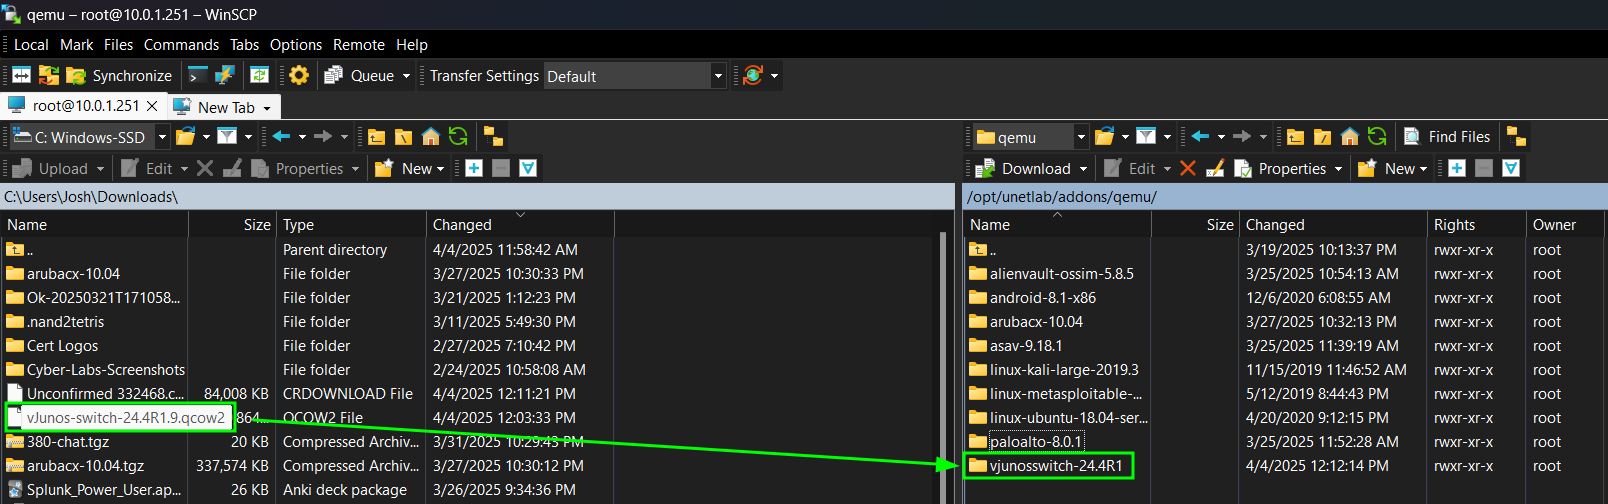 qemu – root@10.0.1.251 – WinSCP
Local Mark Files Commands Tabs Options Remote Help
Synchronize Queue Transfer Settings Default
root@10.0.1.251 × New Tab
C: Windows-SSD qemu Find Files
Upload Edit Properties New Download Edit Properties New
C:\Users\Josh\Downloads\ /opt/unetlab/addons/qemu/
Name Size Type Changed Name Size Changed Rights Owner
.. Parent directory 4/4/2025 11:58:42 AM .. 3/19/2025 10:13:37 PM rwxr-xr-x root
arubacx-10.04 File folder 3/27/2025 10:30:33 PM alienvault-ossim-5.8.5 3/25/2025 10:54:13 AM rwxr-xr-x root
Ok-20250321T171058... File folder 3/21/2025 1:12:23 PM android-8.1-x86 12/6/2020 6:08:55 AM rwxr-xr-x root
.nand2tetris File folder 3/11/2025 5:49:30 PM arubacx-10.04 3/27/2025 10:32:13 PM rwxr-xr-x root
Cert Logos File folder 2/27/2025 7:10:42 PM asav-9.18.1 3/25/2025 11:39:19 AM rwxr-xr-x root
Cyber-Labs-Screenshots File folder 2/24/2025 10:58:08 AM linux-kali-large-2019.3 11/15/2019 11:46:52 AM rwxr-xr-x root
Unconfirmed 332468.c... 84,008 KB CRDOWNLOAD File 4/4/2025 12:11:21 PM linux-metasploitable-... 5/12/2019 8:44:43 PM rwxr-xr-x root
vJunos-switch-24.4R1.9.qcow2 864... QCOW2 File 4/4/2025 12:03:33 PM linux-ubuntu-18.04-ser... 4/20/2020 9:12:15 PM rwxr-xr-x root
380-chat.tgz 20 KB Compressed Archiv... 3/31/2025 10:29:43 PM paloalto-8.0.1 3/25/2025 11:52:28 AM rwxr-xr-x root
arubacx-10.04.tgz 337,574 KB Compressed Archiv... 3/27/2025 10:30:12 PM vjunosswitch-24.4R1 4/4/2025 12:12:14 PM rwxr-xr-x root
Splunk_Power_User.ap... 26 KB Anki deck package 3/26/2025 9:34:36 PM